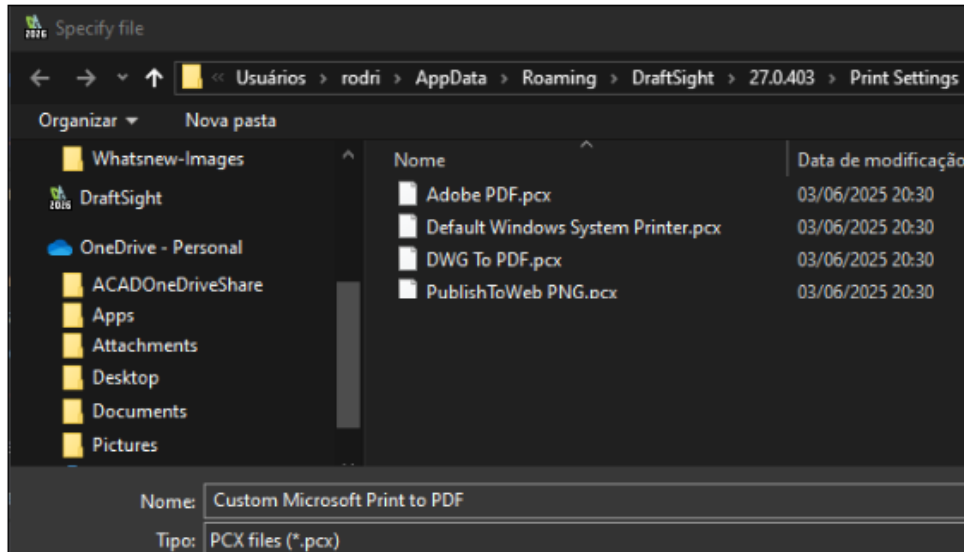 2026 Specify file
« Usuários > rodri > AppData > Roaming > DraftSight > 27.0.403 > Print Settings
Organizar Nova pasta
Whatsnew-Images
2026 DraftSight
OneDrive - Personal
ACADOneDriveShare
Apps
Attachments
Desktop
Documents
Pictures
Nome Data de modificação
Adobe PDF.pcx 03/06/2025 20:30
Default Windows System Printer.pcx 03/06/2025 20:30
DWG To PDF.pcx 03/06/2025 20:30
PublishToWeb PNG.pcx 03/06/2025 20:30
Nome: Custom Microsoft Print to PDF
Tipo: PCX files (*.pcx)